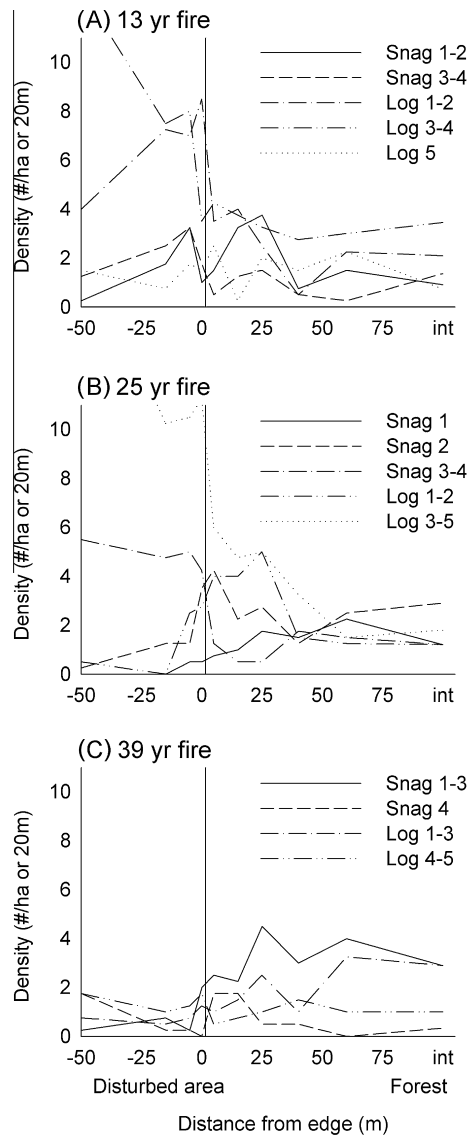 (A) 13 yr fire
Density (#/ha or 20m)
10
8
6
4
2
0
Snag 1-2
Snag 3-4
Log 1-2
Log 3-4
Log 5
-50 -25 0 25 50 75 int
(B) 25 yr fire
Density (#/ha or 20m)
10
8
6
4
2
0
Snag 1
Snag 2
Snag 3-4
Log 1-2
Log 3-5
-50 -25 0 25 50 75 int
(C) 39 yr fire
Density (#/ha or 20m)
10
8
6
4
2
0
Snag 1-3
Snag 4
Log 1-3
Log 4-5
-50 -25 0 25 50 75 int
Disturbed area Forest
Distance from edge (m)